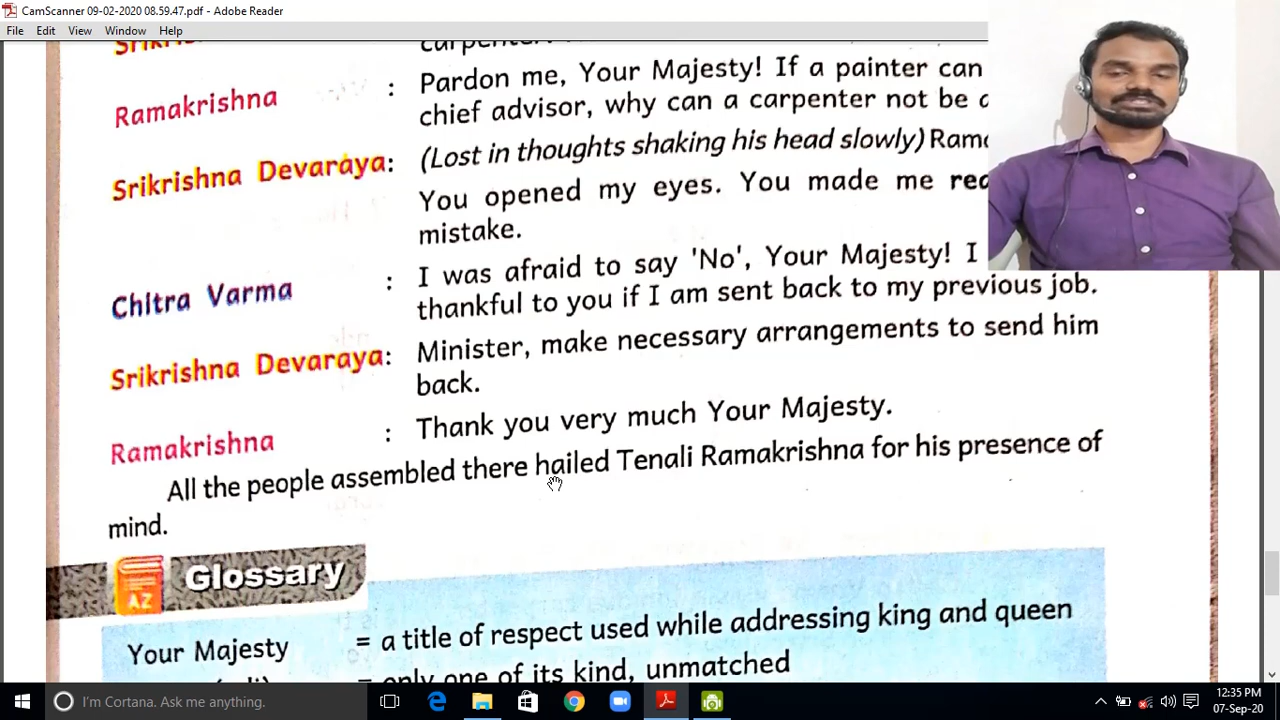 CamScanner 09-02-2020 08.59.47.pdf - Adobe Reader
File Edit View Window Help
Ramakrishna : Pardon me, Your Majesty! If a painter can
chief advisor, why can a carpenter not be
Srikrishna Devaraya: (Lost in thoughts shaking his head slowly)
You opened my eyes. You made me
mistake.
Chitra Varma : I was afraid to say 'No', Your Majesty! I
thankful to you if I am sent back to my previous job.
Srikrishna Devaraya: Minister, make necessary arrangements to send him
back.
Ramakrishna : Thank you very much Your Majesty.
All the people assembled there hailed Tenali Ramakrishna for his presence of
mind.
AZ Glossary
Your Majesty = a title of respect used while addressing king and queen
= only one of its kind, unmatched
I'm Cortana. Ask me anything.
12:35 PM
07-Sep-20